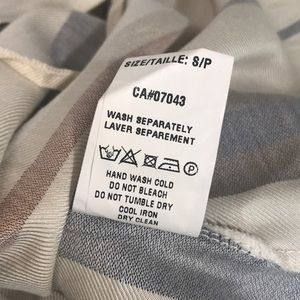 SIZE/TAILLE: S/P
CA#07043
WASH SEPARATELY
LAVER SEPAREMENT
HAND WASH COLD
DO NOT BLEACH
DO NOT TUMBLE DRY
COOL IRON
DRY CLEAN